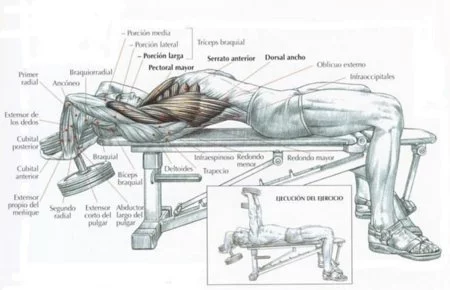 Porción media
Porción lateral
Porción larga
Tríceps braquial
Pectoral mayor
Serrato anterior
Dorsal ancho
Oblicuo externo
Infraoccipitales
Primer
radial
Ancóneo
Braquiorradial
Extensor de
los dedos
Cubital
posterior
Cubital
anterior
Extensor
propio del
meñique
Segundo
radial
Braquial
Extensor
corto del
pulgar
Bíceps
braquial
Abductor
largo del
pulgar
Deltoides
Infraespinoso
Trapecio
Redondo
menor
Redondo mayor
EJECUCIÓN DEL EJERCICIO